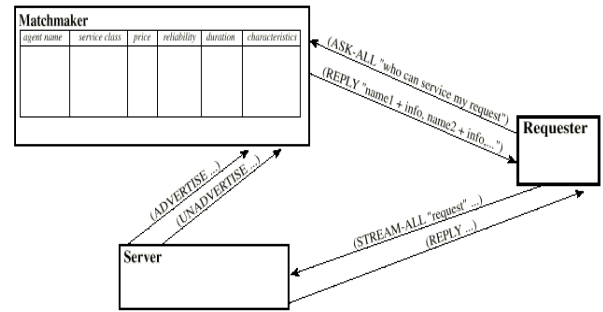 Matchmaker
agent name service class price reliability duration characteristics
(ASK-ALL "who can service my request")
(REPLY "name1 + info, name2 + info,...")
Requester
(ADVERTISE ...)
(UNADVERTISE ...)
(STREAM-ALL "request" ...)
(REPLY ...)
Server